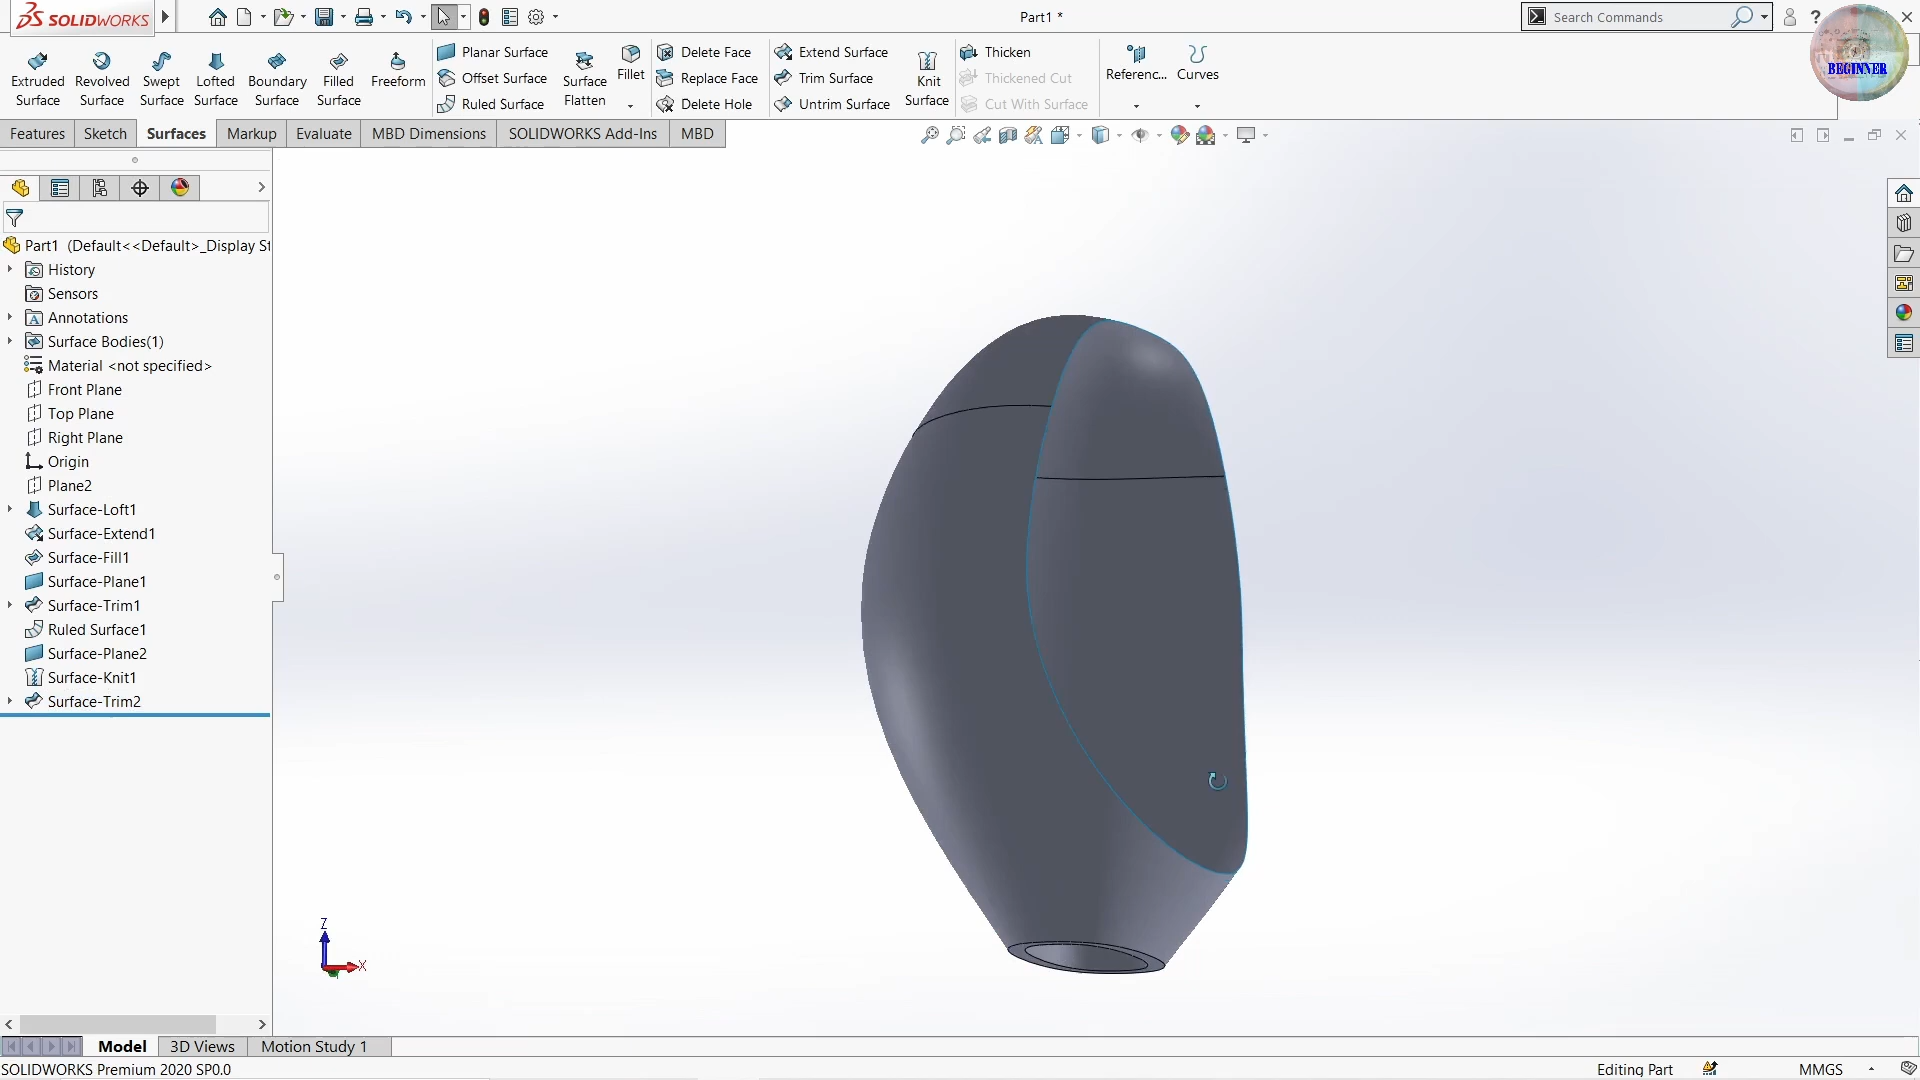 SOLIDWORKS
Part1 *
Search Commands
?
BEGINNER
Extruded Surface
Revolved Surface
Swept Surface
Lofted Surface
Boundary Surface
Filled Surface
Freeform
Planar Surface
Offset Surface
Ruled Surface
Surface Flatten
Fillet
Delete Face
Replace Face
Delete Hole
Extend Surface
Trim Surface
Untrim Surface
Knit Surface
Thicken
Thickened Cut
Cut With Surface
Referenc...
Curves
Features
Sketch
Surfaces
Markup
Evaluate
MBD Dimensions
SOLIDWORKS Add-Ins
MBD
Part1 (Default<<Default>_Display St
History
Sensors
Annotations
Surface Bodies(1)
Material <not specified>
Front Plane
Top Plane
Right Plane
Origin
Plane2
Surface-Loft1
Surface-Extend1
Surface-Fill1
Surface-Plane1
Surface-Trim1
Ruled Surface1
Surface-Plane2
Surface-Knit1
Surface-Trim2
Z
X
Model
3D Views
Motion Study 1
SOLIDWORKS Premium 2020 SP0.0
Editing Part
MMGS